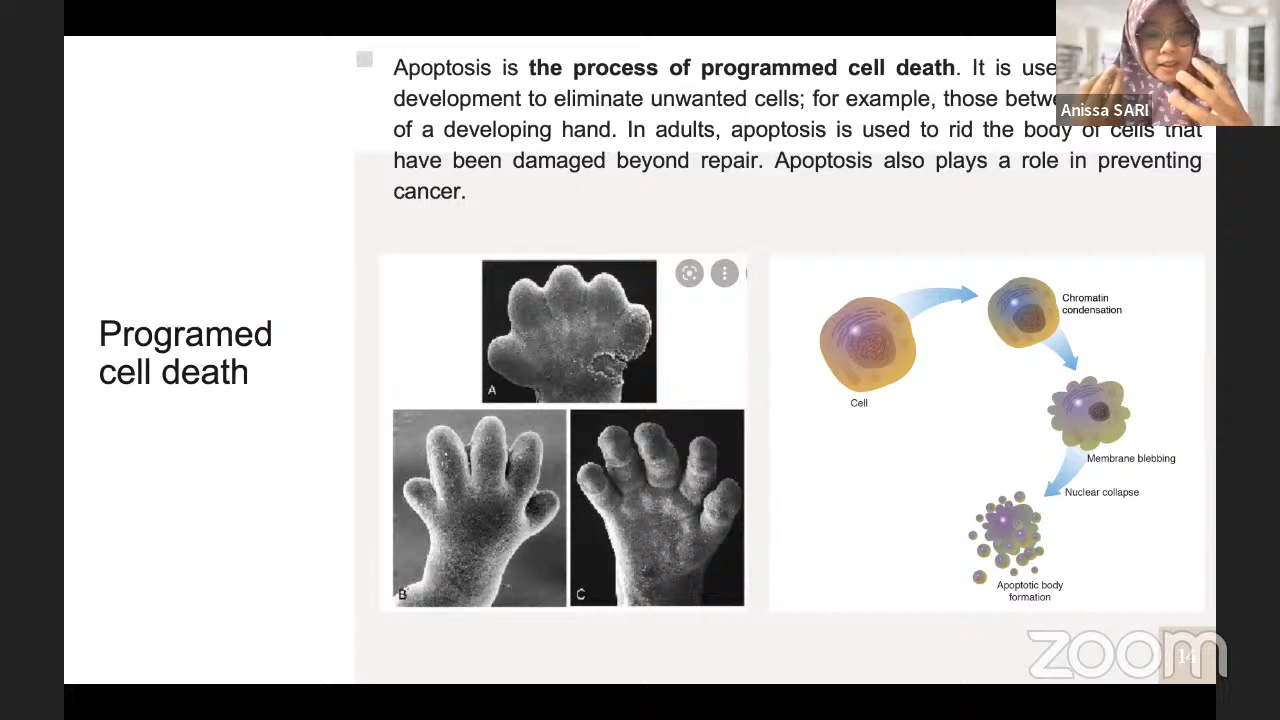 Apoptosis is the process of programmed cell death. It is use
development to eliminate unwanted cells; for example, those betwe
of a developing hand. In adults, apoptosis is used to rid the body of cells that
have been damaged beyond repair. Apoptosis also plays a role in preventing
cancer.
Anissa SARI
Programed
cell death
A
B
C
Cell
Chromatin
condensation
Membrane blebbing
Nuclear collapse
Apoptotic body
formation
zoom
14